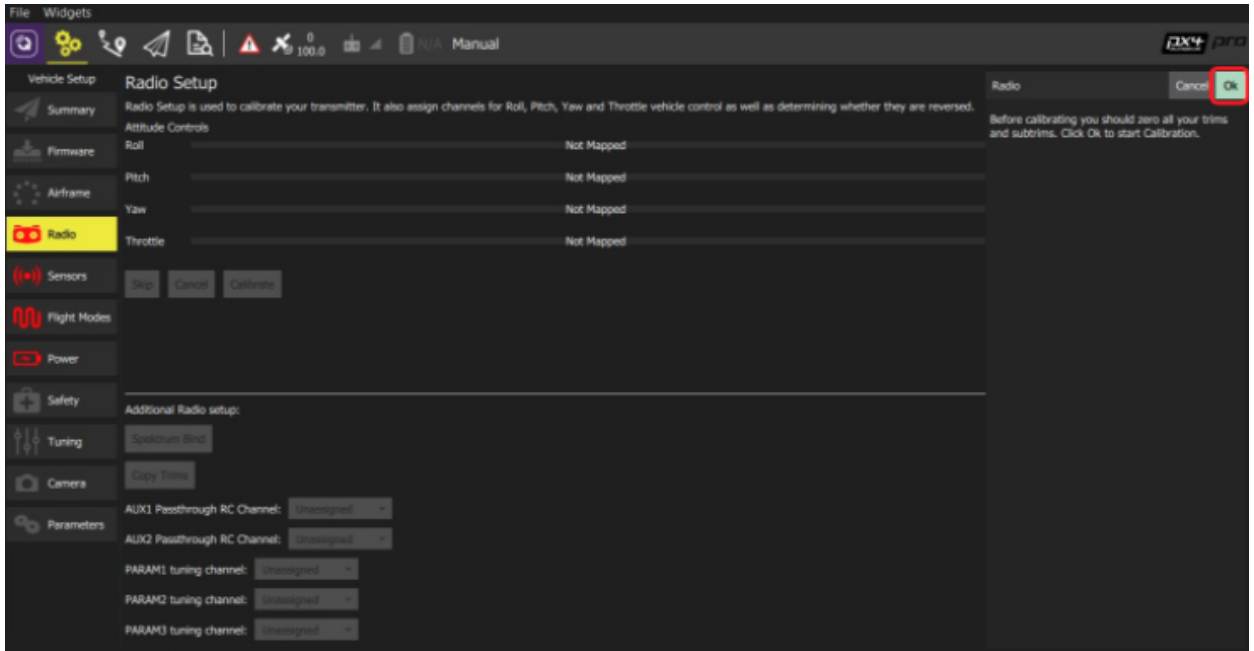 File Widgets
0
100.0
N/A
Manual
px4 pro
Vehicle Setup
Summary
Firmware
Airframe
Radio
Sensors
Flight Modes
Power
Safety
Tuning
Camera
Parameters
Radio Setup
Radio Setup is used to calibrate your transmitter. It also assign channels for Roll, Pitch, Yaw and Throttle vehicle control as well as determining whether they are reversed.
Attitude Controls
Roll Not Mapped
Pitch Not Mapped
Yaw Not Mapped
Throttle Not Mapped
Skip Cancel Calibrate
Additional Radio setup:
Spektrum Bind
Copy Trims
AUX1 Passthrough RC Channel: Unassigned
AUX2 Passthrough RC Channel: Unassigned
PARAM1 tuning channel: Unassigned
PARAM2 tuning channel: Unassigned
PARAM3 tuning channel: Unassigned
Radio Cancel Ok
Before calibrating you should zero all your trims
and subtrims. Click Ok to start Calibration.